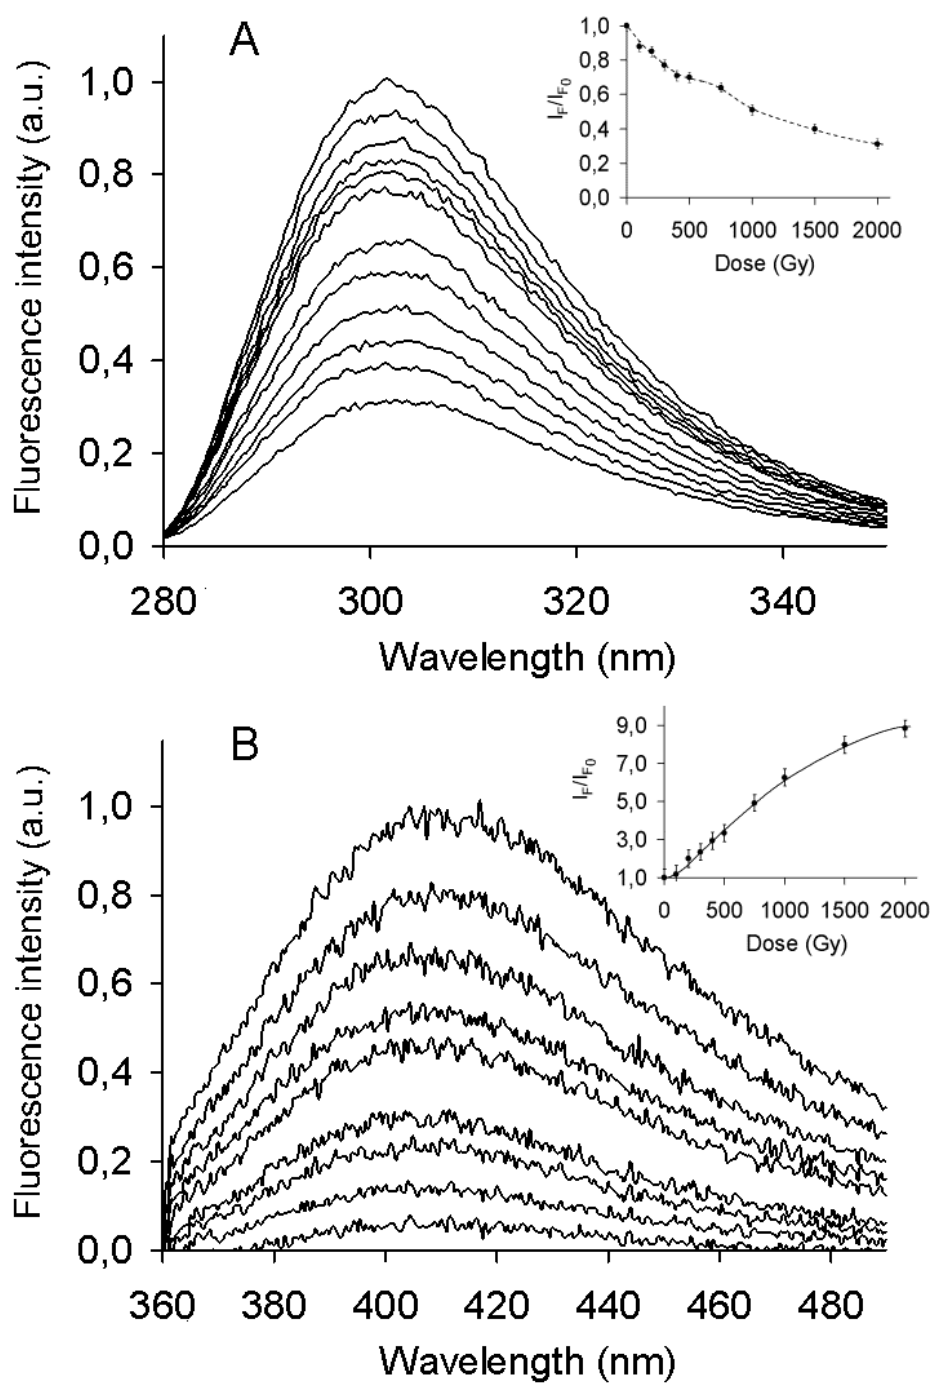 A
Fluorescence intensity (a.u.)
1,0
0,8
0,6
0,4
0,2
0,0
280 300 320 340
Wavelength (nm)
IF/IF0
1,0
0,8
0,6
0,4
0,2
0,0
0 500 1000 1500 2000
Dose (Gy)
B
Fluorescence intensity (a.u.)
1,0
0,8
0,6
0,4
0,2
0,0
360 380 400 420 440 460 480
Wavelength (nm)
IF/IF0
9,0
7,0
5,0
3,0
1,0
0 500 1000 1500 2000
Dose (Gy)